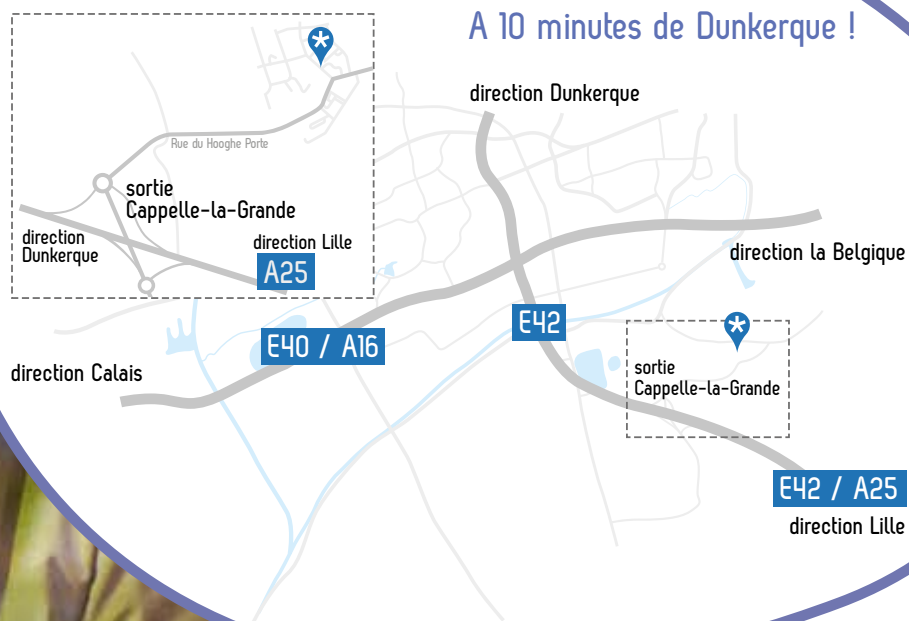 A 10 minutes de Dunkerque !
direction Dunkerque
Rue du Hooghe Porte
sortie
Cappelle-la-Grande
direction
Dunkerque
direction Lille
A25
direction la Belgique
E42
E40 / A16
direction Calais
sortie
Cappelle-la-Grande
E42 / A25
direction Lille